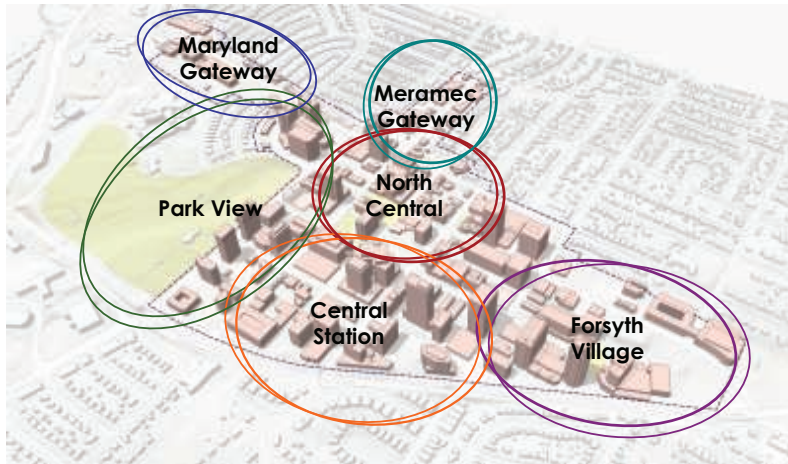 Maryland
Gateway
Meramec
Gateway
Park View
North
Central
Central
Station
Forsyth
Village